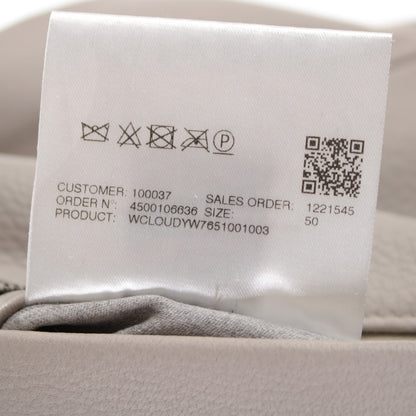 P
CUSTOMER: 100037 SALES ORDER: 1221545
ORDER N°: 4500106636 SIZE: 50
PRODUCT: WCLOUDYW7651001003